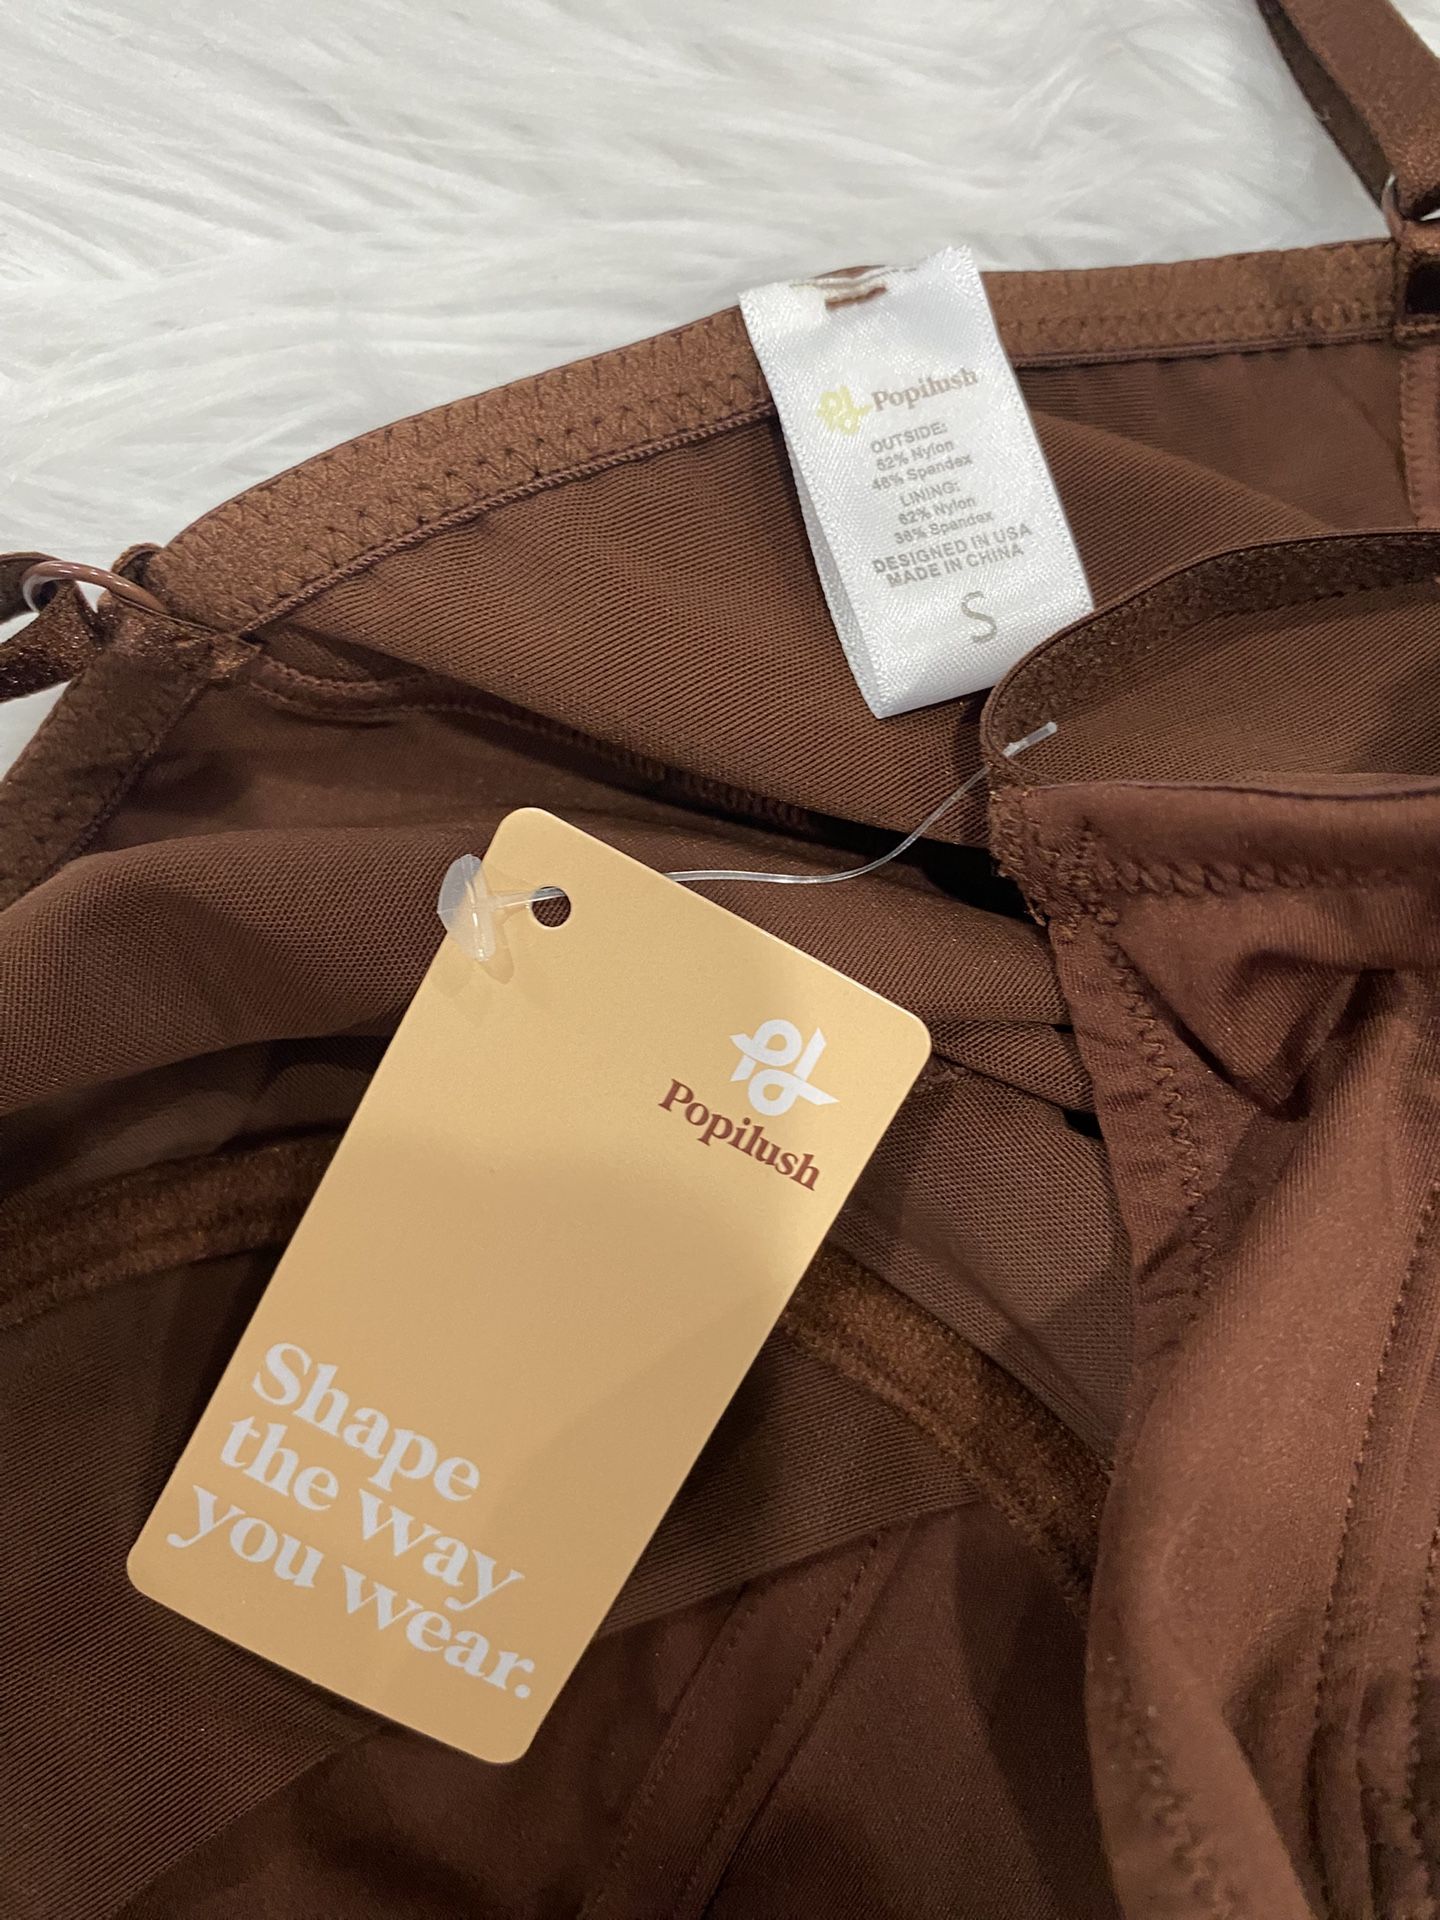 Popilush
OUTSIDE:
52% Nylon
48% Spandex
LINING:
62% Nylon
38% Spandex
DESIGNED IN USA
MADE IN CHINA
S
Popilush
Shape
the way
you wear.